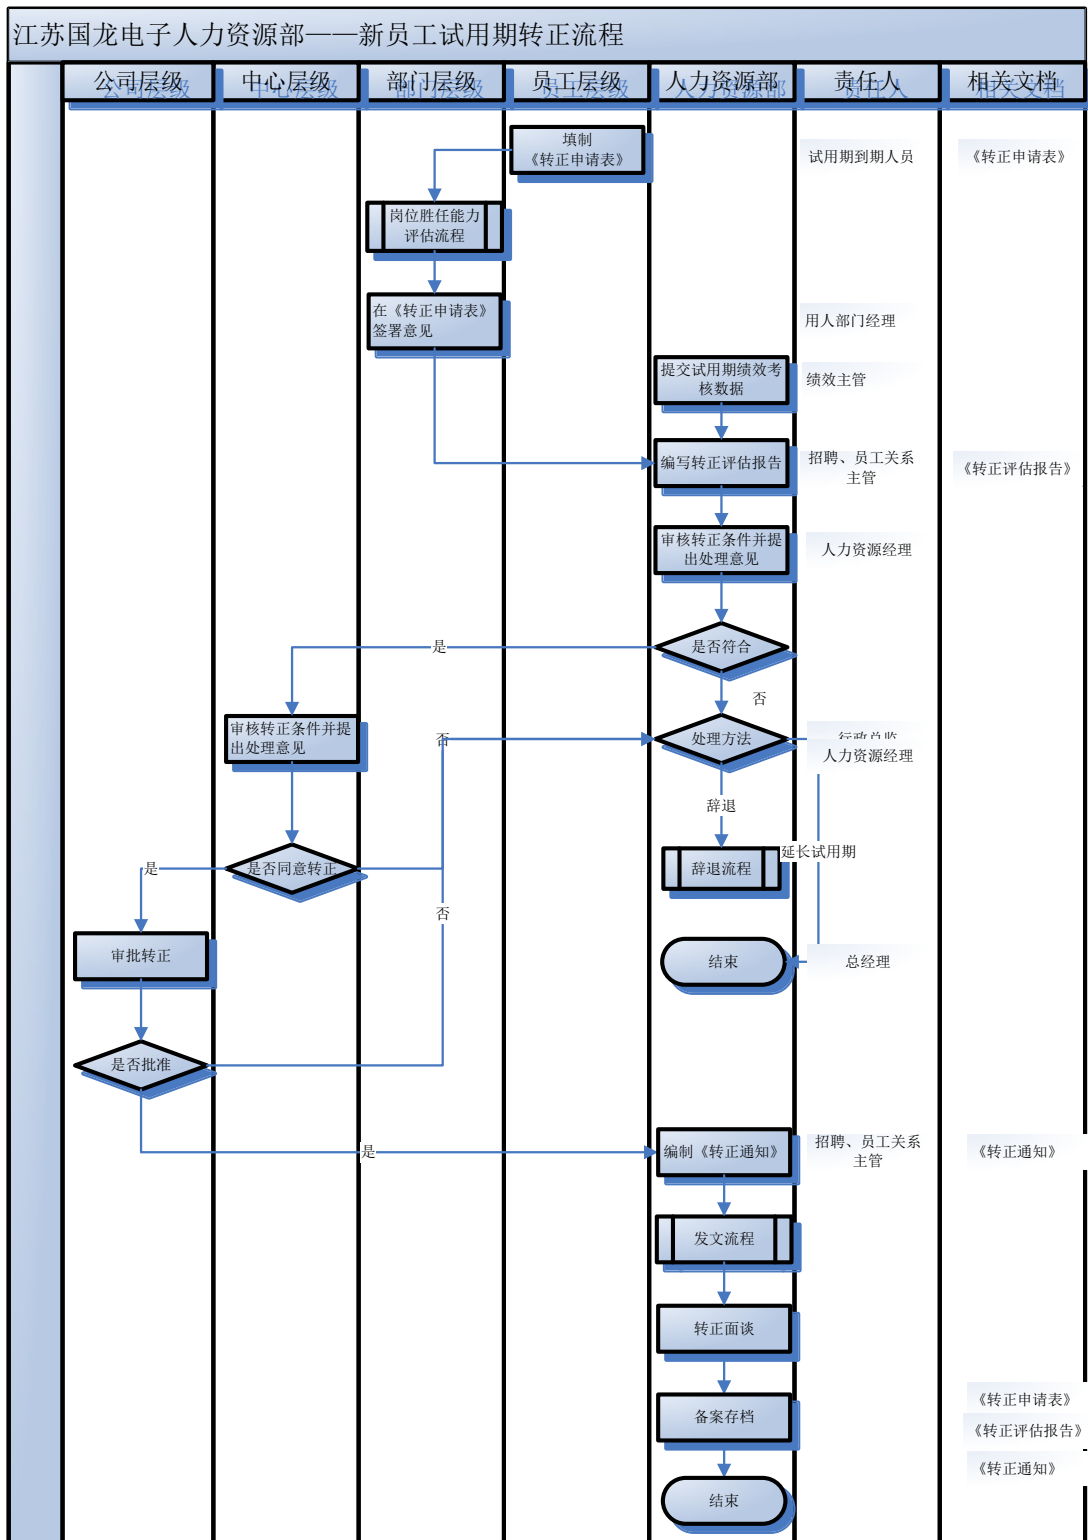 江苏国龙电子人力资源部——新员工试用期转正流程
公司层级
中心层级
部门层级
员工层级
人力资源部
责任人
相关文档
填制
《转正申请表》
试用期到期人员
《转正申请表》
岗位胜任能力
评估流程
在《转正申请表》
签署意见
用人部门经理
提交试用期绩效考
核数据
绩效主管
编写转正评估报告
招聘、员工关系
主管
《转正评估报告》
审核转正条件并提
出处理意见
人力资源经理
是否符合
是
否
审核转正条件并提
出处理意见
否
处理方法
行政总监
人力资源经理
辞退
延长试用期
是否同意转正
是
辞退流程
否
审批转正
结束
总经理
是否批准
是
编制《转正通知》
招聘、员工关系
主管
《转正通知》
发文流程
转正面谈
备案存档
《转正申请表》
《转正评估报告》
《转正通知》
结束